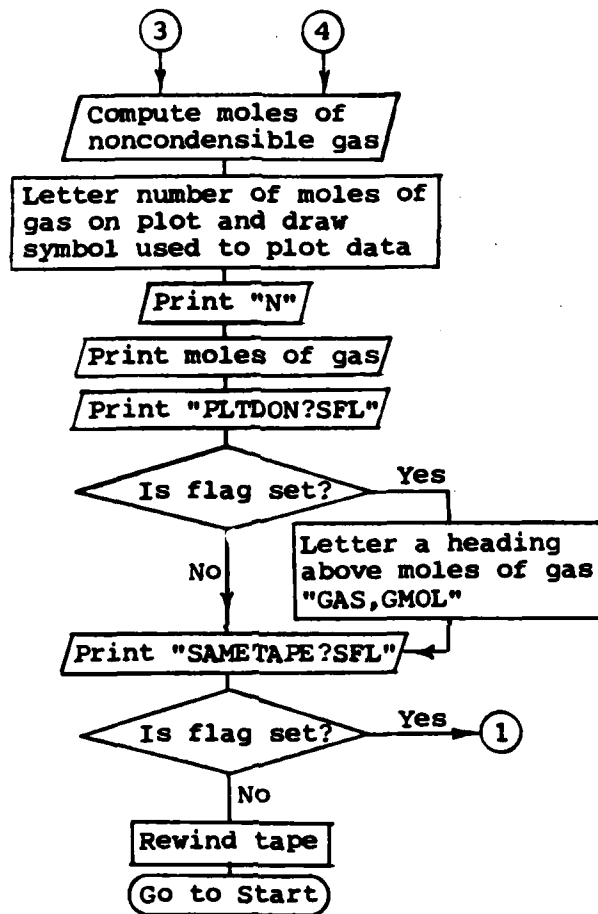 3 4
Compute moles of
noncondensible gas
Letter number of moles of
gas on plot and draw
symbol used to plot data
Print "N"
Print moles of gas
Print "PLTDON?SFL"
Is flag set?
Yes
No
Letter a heading
above moles of gas
"GAS,GMOL"
Print "SAMETAPE?SFL"
Is flag set?
Yes
1
No
Rewind tape
Go to Start